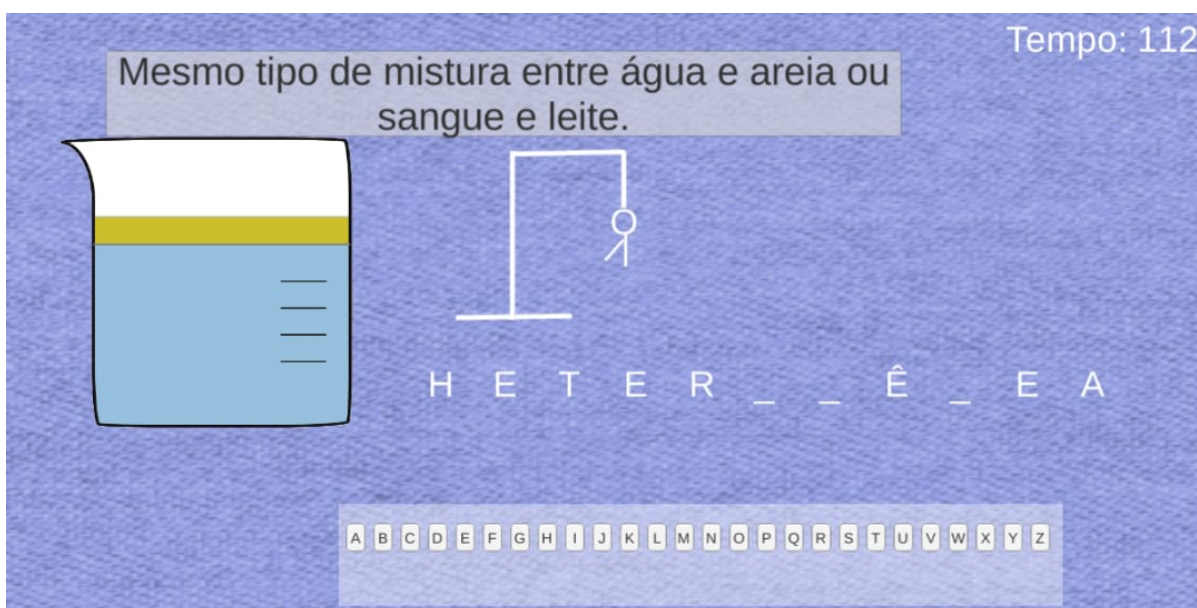 Tempo: 112
Mesmo tipo de mistura entre água e areia ou
sangue e leite.
H E T E R _ _ Ê _ E A
A B C D E F G H I J K L M N O P Q R S T U V W X Y Z